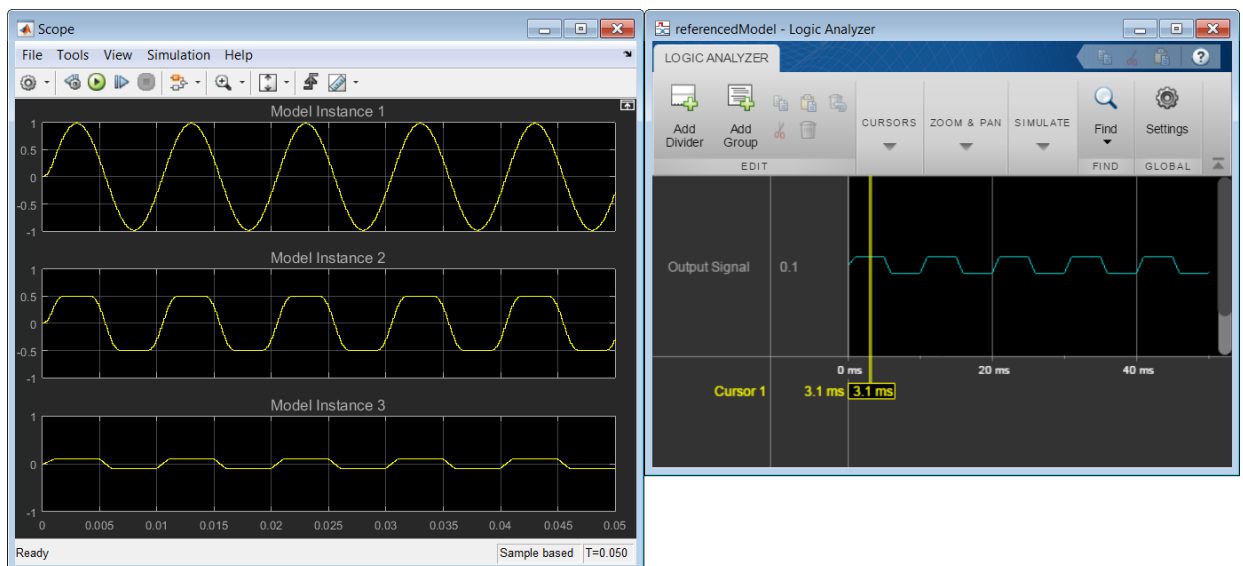 Scope
File Tools View Simulation Help
Model Instance 1
1
0.5
0
-0.5
-1
Model Instance 2
1
0.5
0
-0.5
-1
Model Instance 3
1
0
-1
0 0.005 0.01 0.015 0.02 0.025 0.03 0.035 0.04 0.045 0.05
Ready Sample based T=0.050
referencedModel - Logic Analyzer
LOGIC ANALYZER
?
Add Divider
Add Group
EDIT
CURSORS
ZOOM & PAN
SIMULATE
Find
FIND
Settings
GLOBAL
Output Signal 0.1
0 ms 20 ms 40 ms
Cursor 1 3.1 ms 3.1 ms